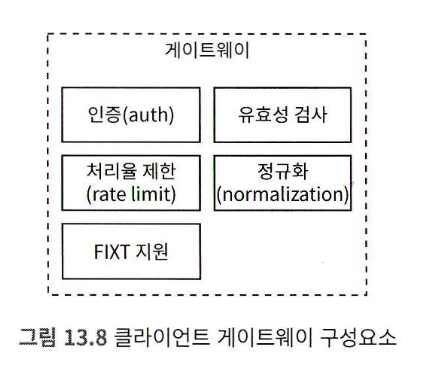 게이트웨이
인증(auth)
유효성 검사
처리율 제한
(rate limit)
정규화
(normalization)
FIXT 지원
그림 13.8 클라이언트 게이트웨이 구성요소